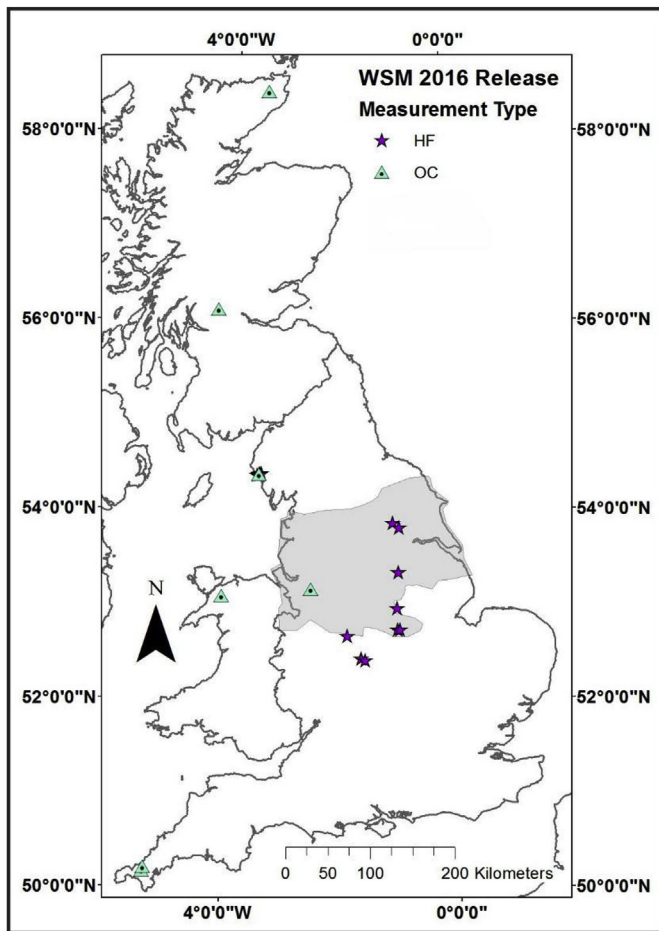 4°0'0"W 0°0'0"
WSM 2016 Release
Measurement Type
HF
OC
58°0'0"N 58°0'0"N
56°0'0"N 56°0'0"N
54°0'0"N 54°0'0"N
N
52°0'0"N 52°0'0"N
50°0'0"N 50°0'0"N
0 50 100 200 Kilometers
4°0'0"W 0°0'0"